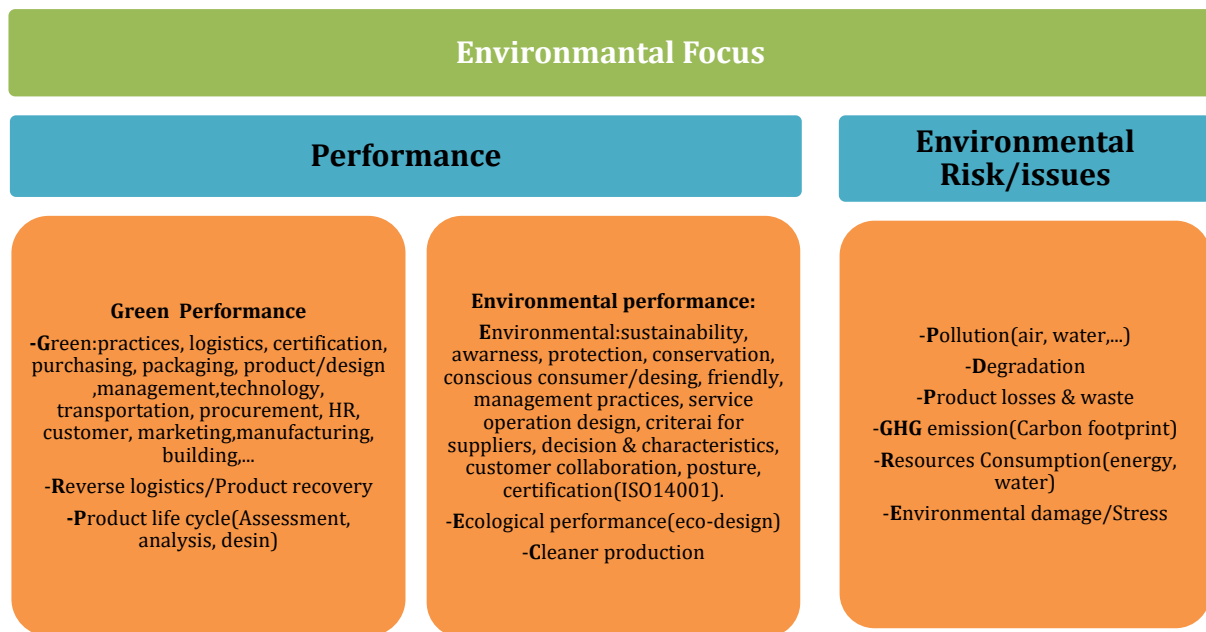 Environmantal Focus
Performance
Environmental
Risk/issues
Green  Performance
-Green:practices, logistics, certification,
purchasing, packaging, product/design
,management,technology,
transportation, procurement, HR,
customer, marketing,manufacturing,
building,...
-Reverse logistics/Product recovery
-Product life cycle(Assessment,
analysis, desin)
Environmental performance:
Environmental:sustainability,
awarness, protection, conservation,
conscious consumer/desing, friendly,
management practices, service
operation design, criterai for
suppliers, decision & characteristics,
customer collaboration, posture,
certification(ISO14001).
-Ecological performance(eco-design)
-Cleaner production
-Pollution(air, water,...)
-Degradation
-Product losses & waste
-GHG emission(Carbon footprint)
-Resources Consumption(energy,
water)
-Environmental damage/Stress